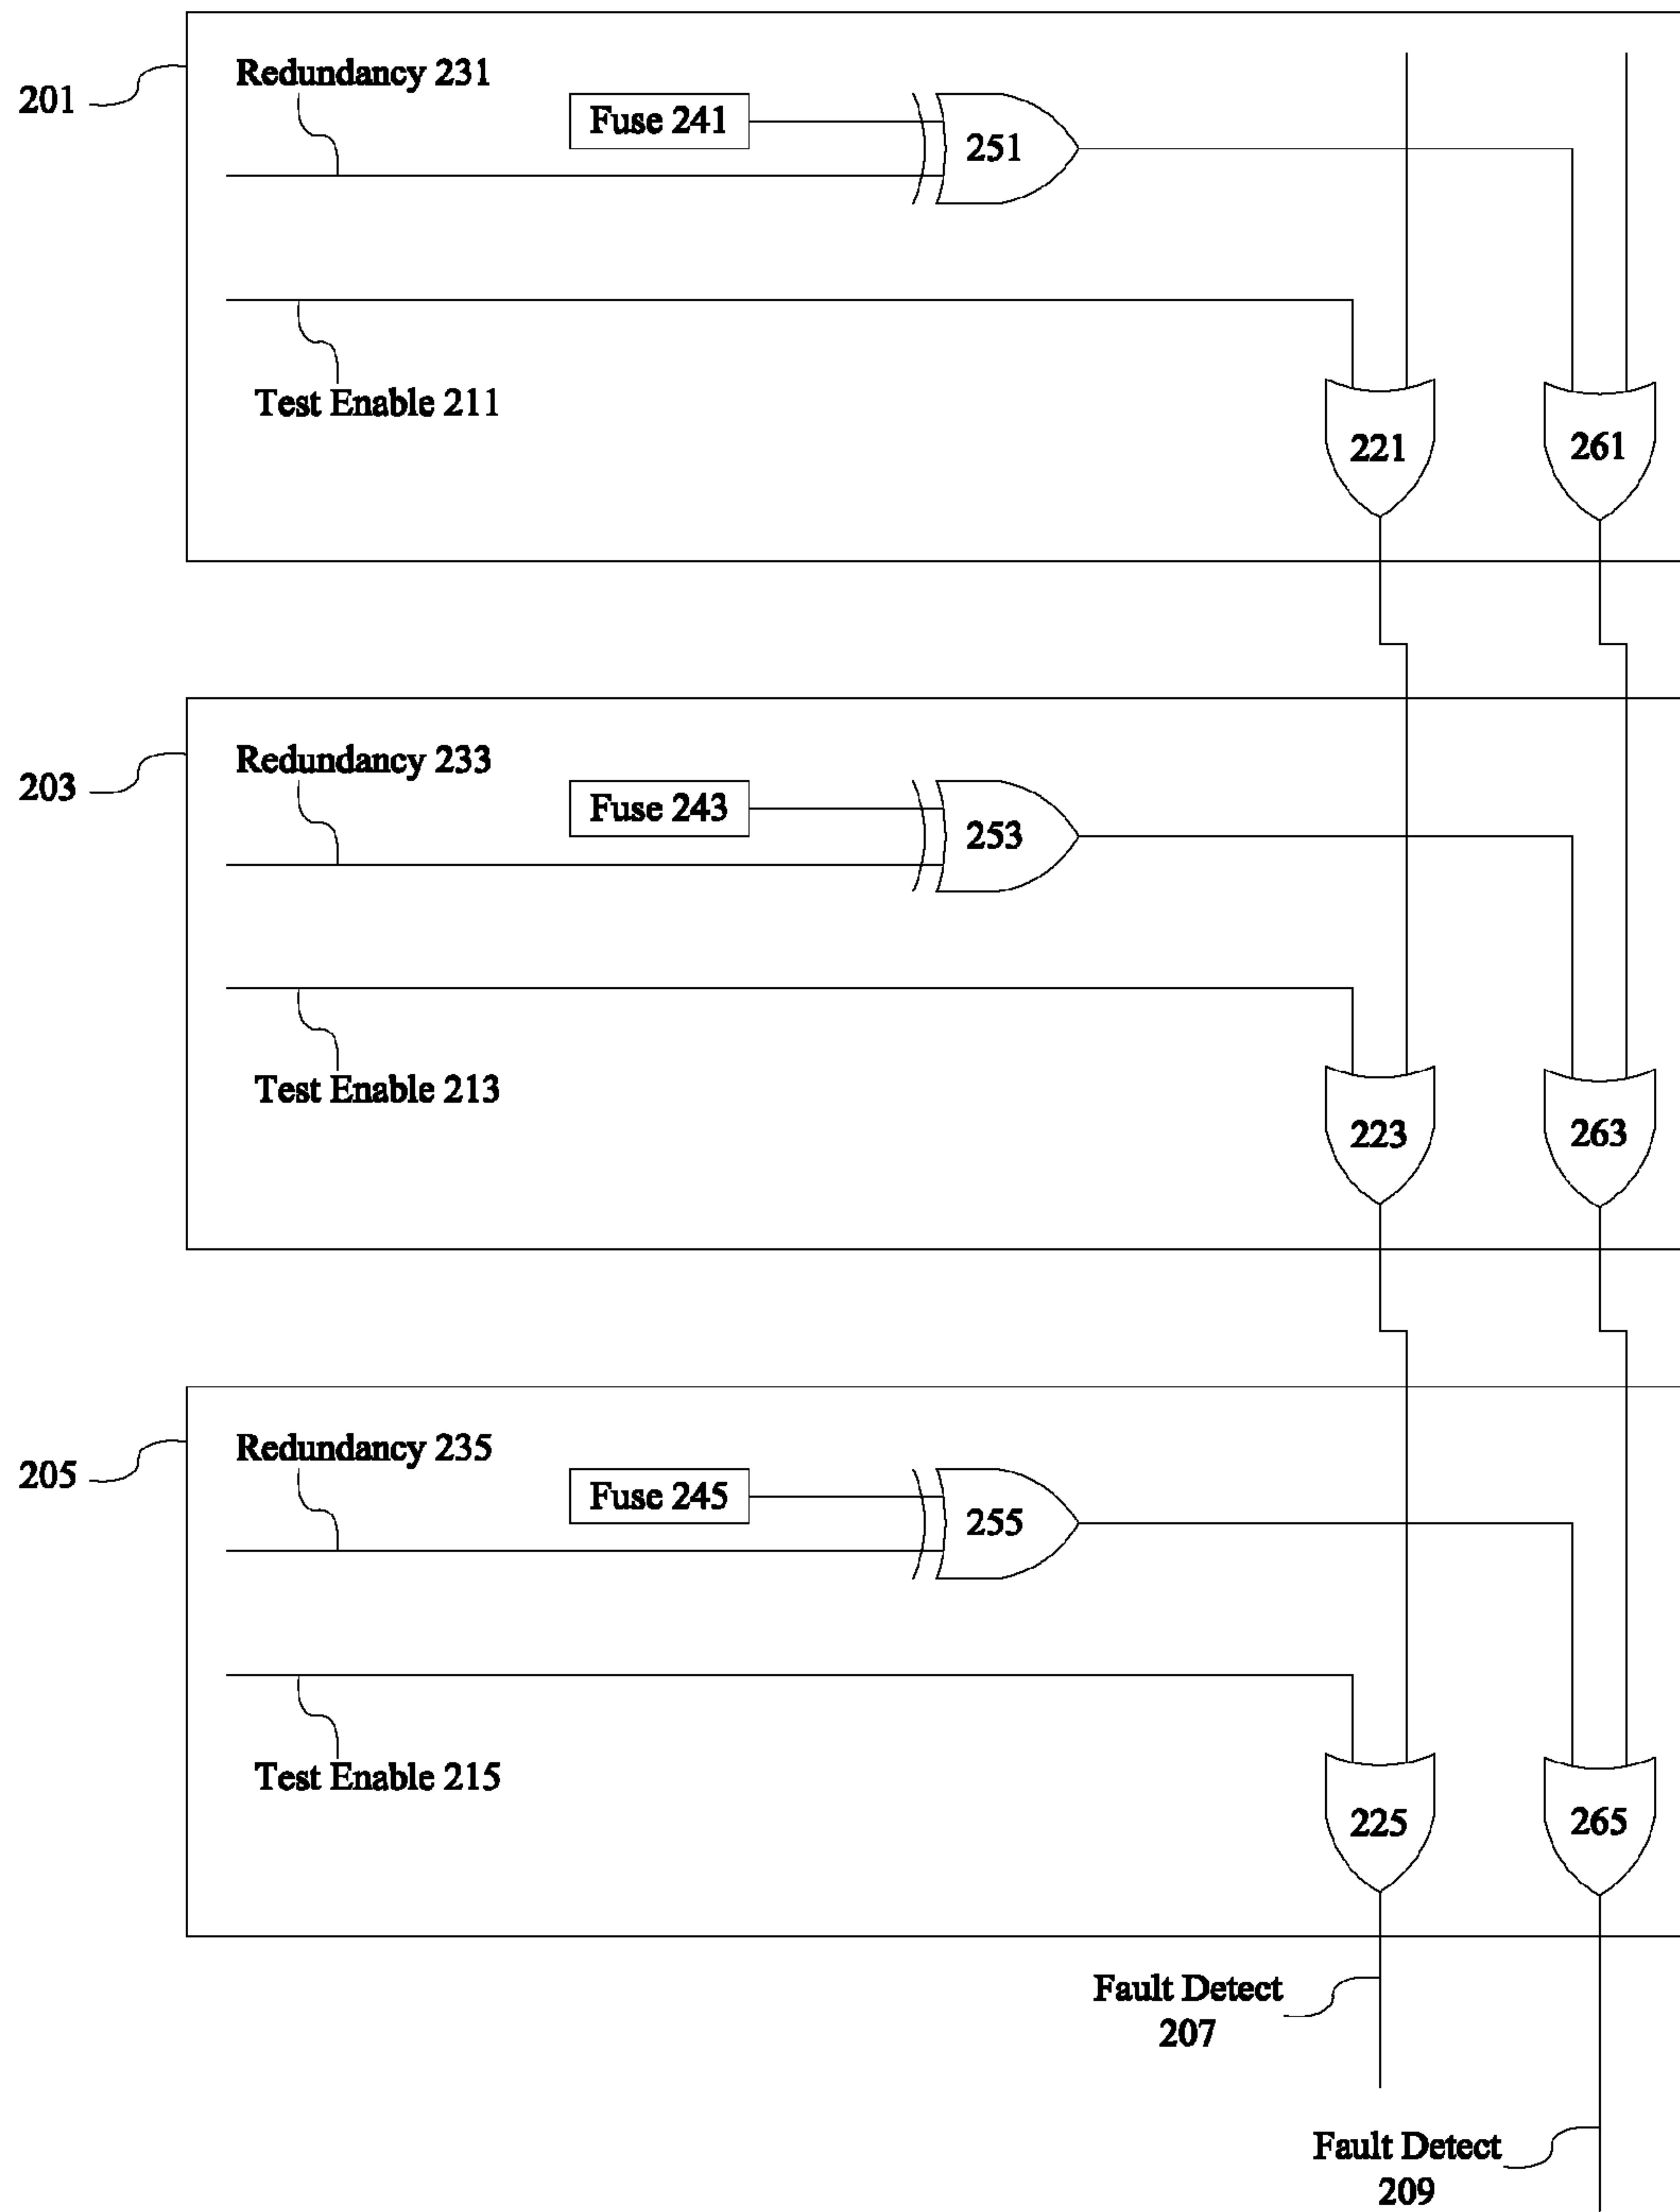 Redundancy 231
201
Fuse 241
251
Test Enable 211
221
261
Redundancy 233
203
Fuse 243
253
Test Enable 213
223
263
Redundancy 235
205
Fuse 245
255
Test Enable 215
225
265
Fault Detect
207
Fault Detect
209